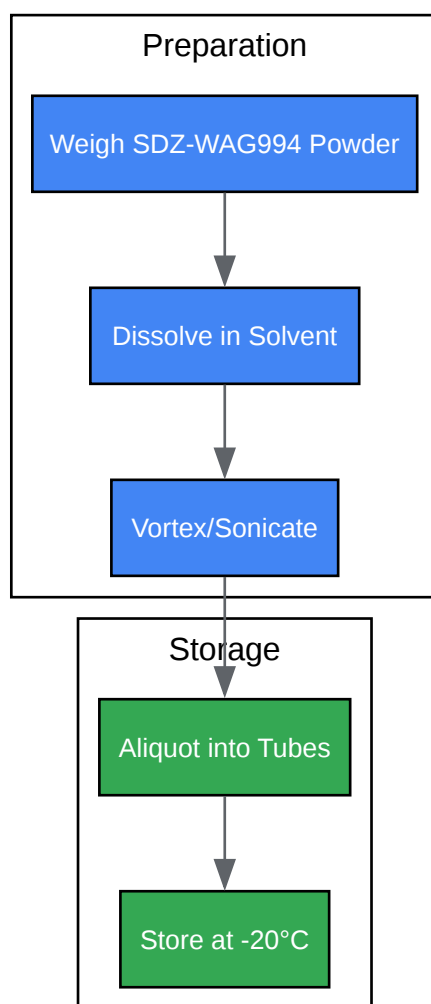 Preparation
Weigh SDZ-WAG994 Powder
Dissolve in Solvent
Vortex/Sonicate
Storage
Aliquot into Tubes
Store at -20°C